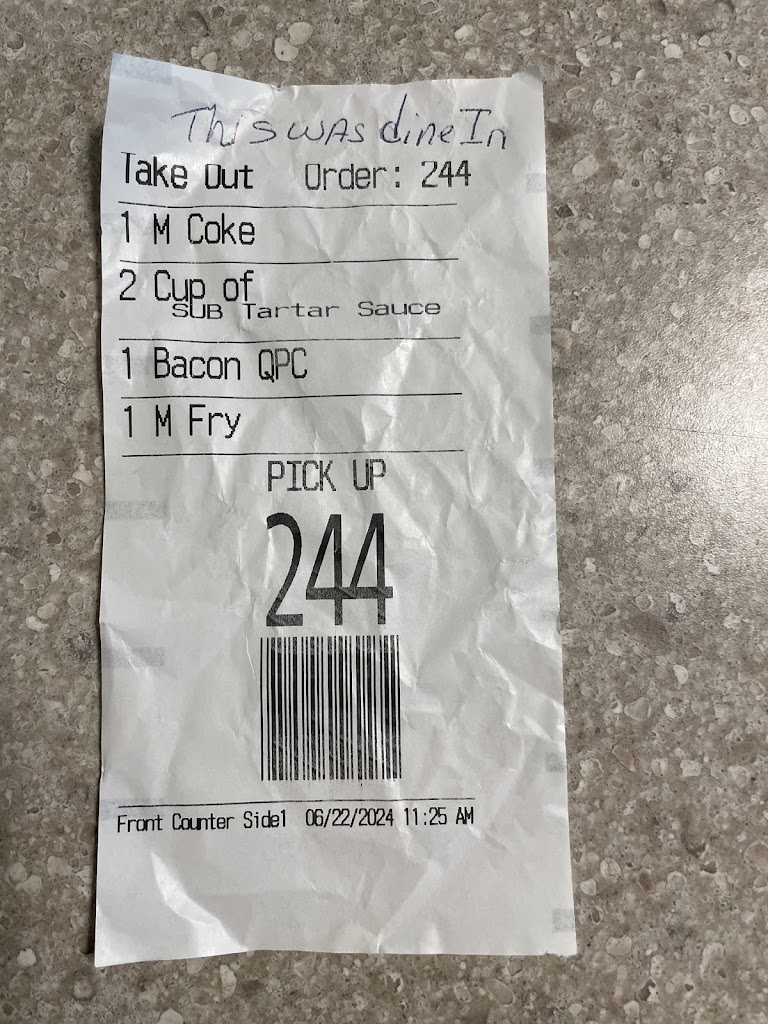 This was dine In
Take Out Order: 244
1 M Coke
2 Cup of
SUB Tartar Sauce
1 Bacon QPC
1 M Fry
PICK UP
244
Front Counter Side1 06/22/2024 11:25 AM